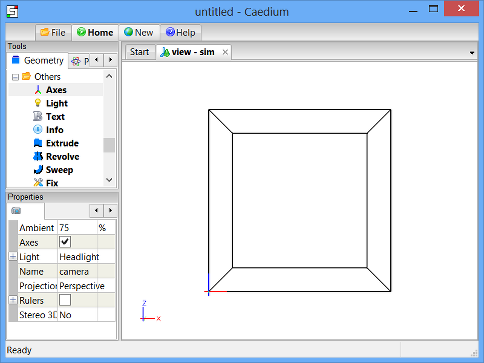 untitled - Caedium
File Home New Help
Tools
Geometry P
Others
Axes
Light
Text
Info
Extrude
Revolve
Sweep
Fix
Start view - sim
Properties
Ambient 75 %
Axes
Light Headlight
Name camera
Projection Perspective
Rulers
Stereo 3D No
z
x
Ready